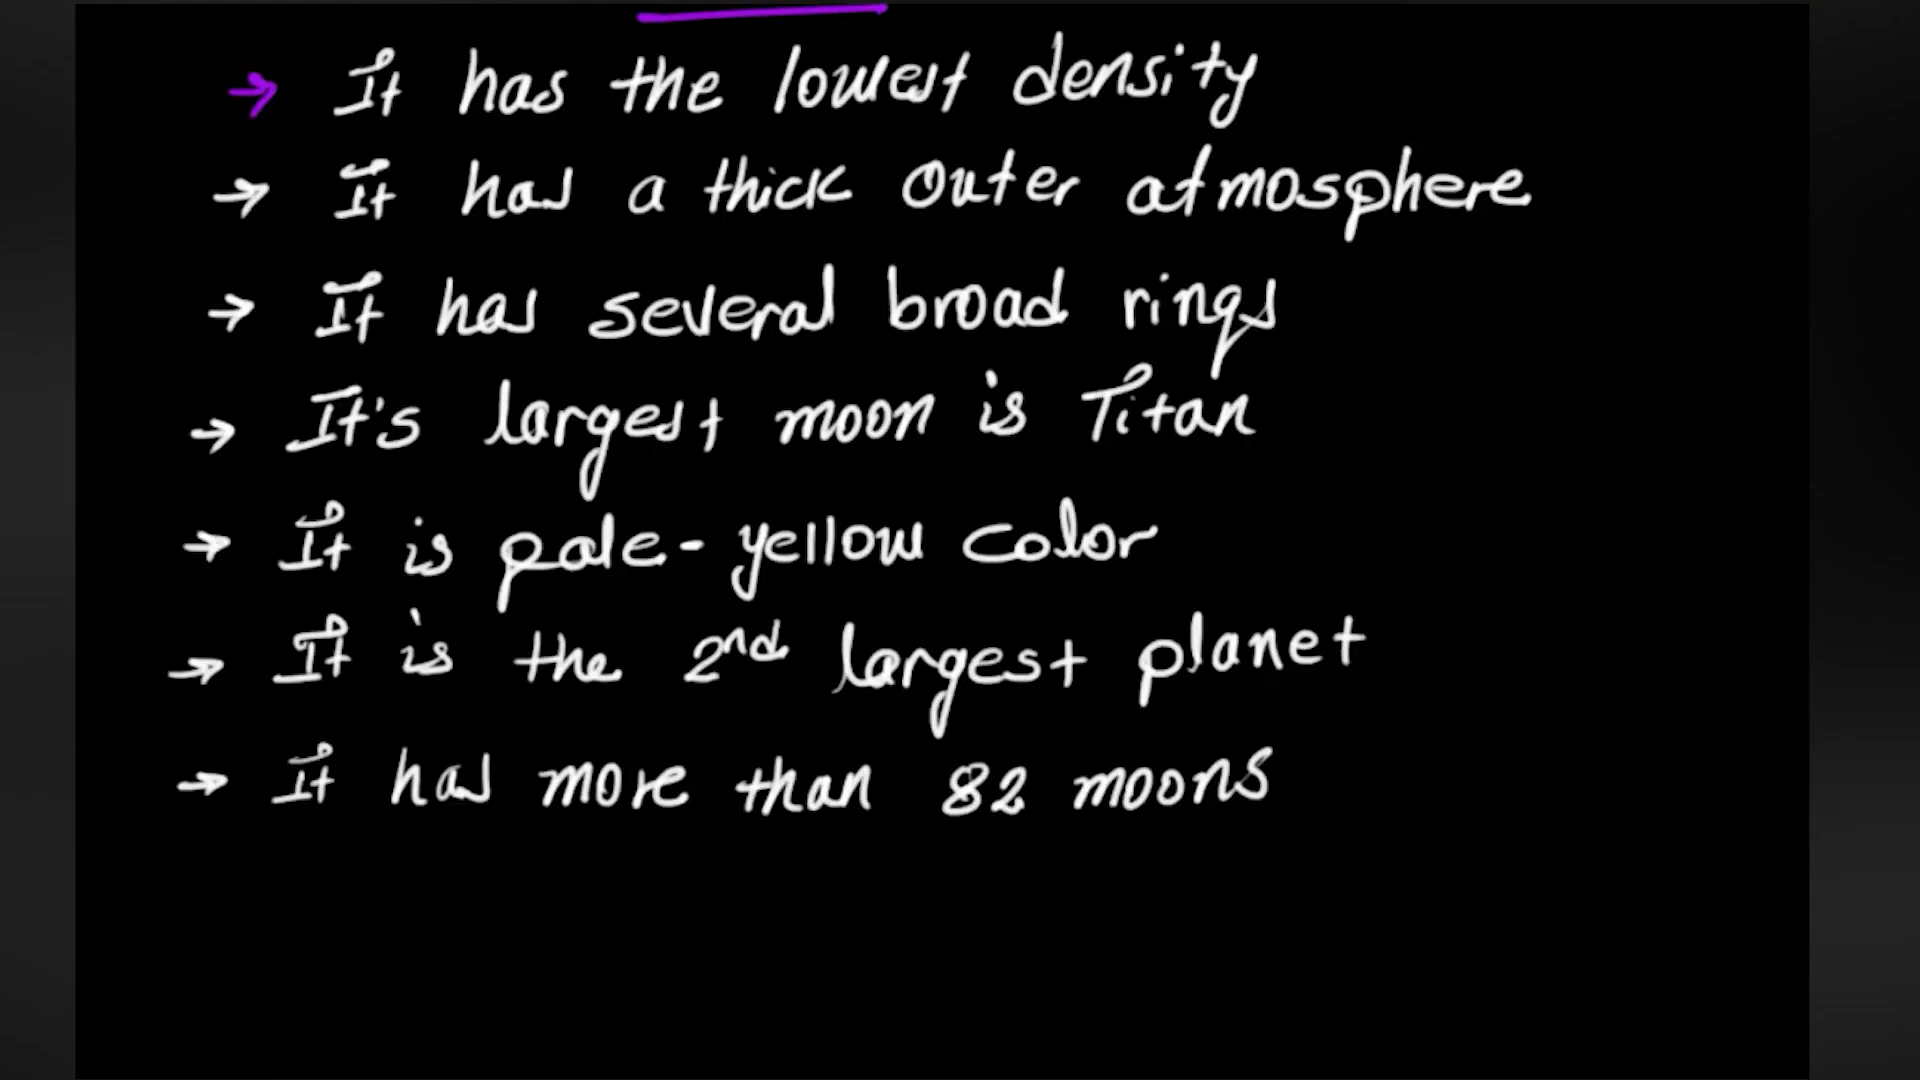 → It has the lowest density
→ It has a thick outer atmosphere
→ It has several broad rings
→ It's largest moon is Titan
→ It is pale-yellow color
→ It is the 2nd largest planet
→ It has more than 82 moons